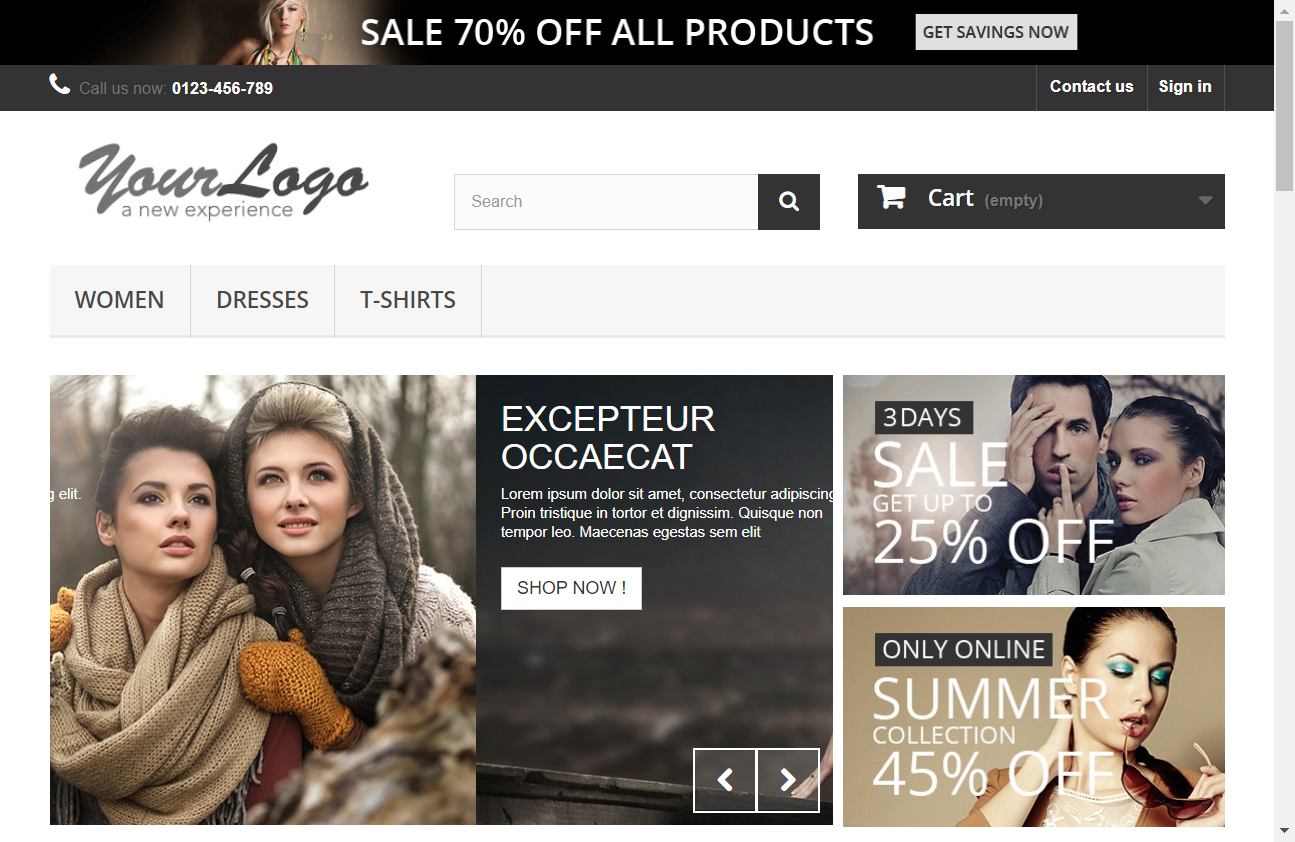 SALE 70% OFF ALL PRODUCTS GET SAVINGS NOW
Call us now: 0123-456-789 Contact us Sign in
YourLogo
a new experience
Search
Cart (empty)
WOMEN DRESSES T-SHIRTS
g elit.
EXCEPTEUR
OCCAECAT
Lorem ipsum dolor sit amet, consectetur adipiscing
Proin tristique in tortor et dignissim. Quisque non
tempor leo. Maecenas egestas sem elit
SHOP NOW !
3 DAYS
SALE
GET UP TO
25% OFF
ONLY ONLINE
SUMMER
COLLECTION
45% OFF